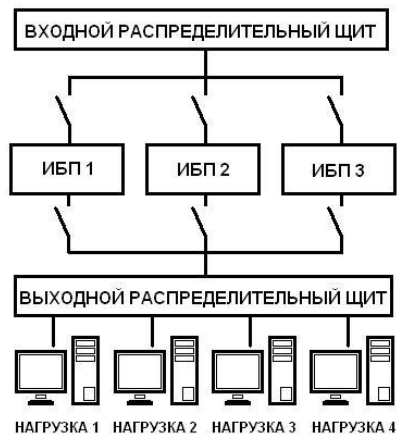 ВХОДНОЙ РАСПРЕДЕЛИТЕЛЬНЫЙ ЩИТ
ИБП 1 ИБП 2 ИБП 3
ВЫХОДНОЙ РАСПРЕДЕЛИТЕЛЬНЫЙ ЩИТ
НАГРУЗКА 1 НАГРУЗКА 2 НАГРУЗКА 3 НАГРУЗКА 4